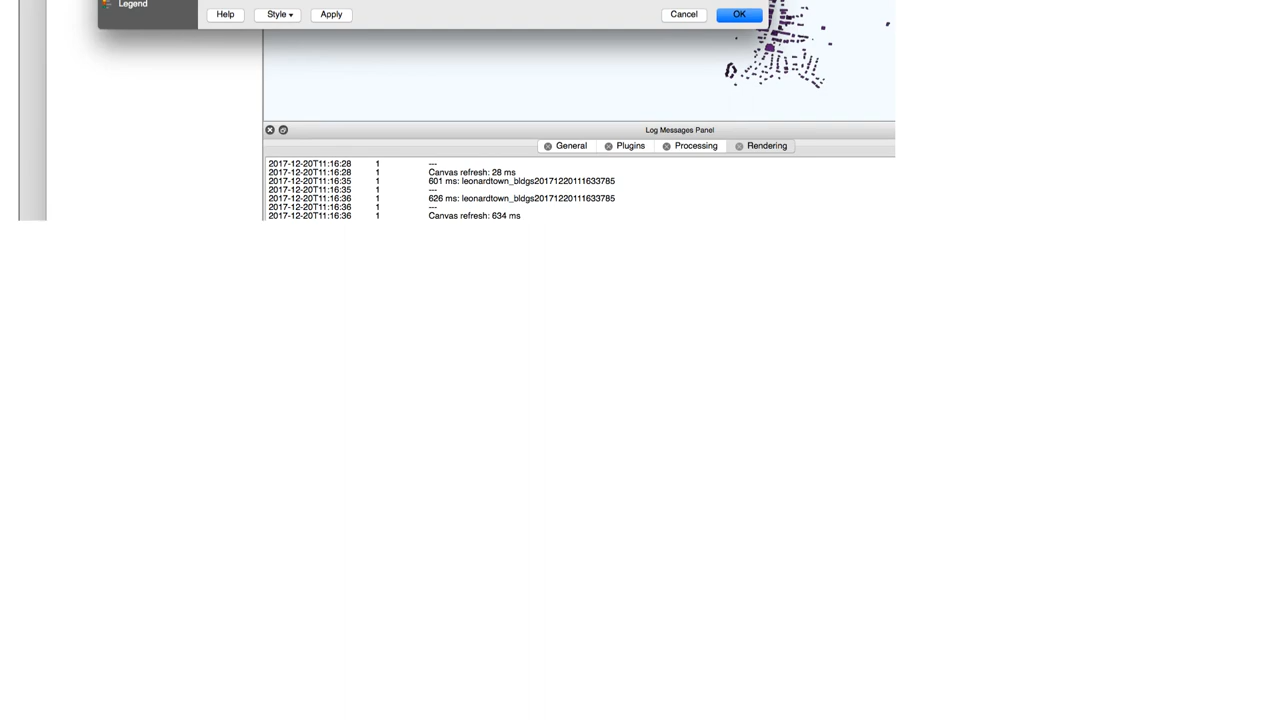 Legend
Help Style Apply Cancel OK
Log Messages Panel
General Plugins Processing Rendering
2017-12-20T11:16:28 1 ---
2017-12-20T11:16:28 1 Canvas refresh: 28 ms
2017-12-20T11:16:35 1 601 ms: leonardtown_bldgs20171220111633785
2017-12-20T11:16:35 1 ---
2017-12-20T11:16:36 1 626 ms: leonardtown_bldgs20171220111633785
2017-12-20T11:16:36 1 ---
2017-12-20T11:16:36 1 Canvas refresh: 634 ms